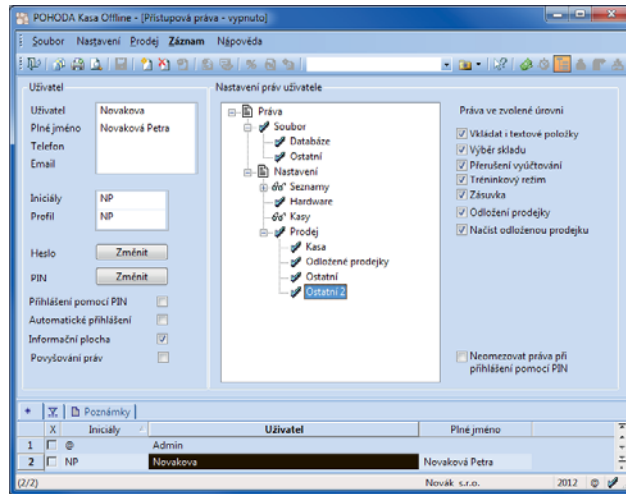 POHODA Kasa Offline - [Přístupová práva - vypnuto]
Soubor Nastavení Prodej Záznam Nápověda
Uživatel
Uživatel Novakova
Plné jméno Novaková Petra
Telefon
Email
Iniciály NP
Profil NP
Heslo Změnit
PIN Změnit
Přihlášení pomocí PIN
Automatické přihlášení
Informační plocha
Povyšování práv
Nastavení práv uživatele
Práva
Soubor
Databáze
Ostatní
Nastavení
Seznamy
Hardware
Kasy
Prodej
Kasa
Odložené prodejky
Ostatní
Ostatní 2
Práva ve zvolené úrovni
Vkládat i textové položky
Výběr skladu
Přerušení vyúčtování
Tréninkový režim
Zásuvka
Odložení prodejky
Načíst odloženou prodejku
Neomezovat práva při
přihlášení pomocí PIN
Poznámky
X Iniciály Uživatel Plné jméno
1 @ Admin
2 NP Novakova Novaková Petra
(2/2) Novák s.r.o. 2012 @